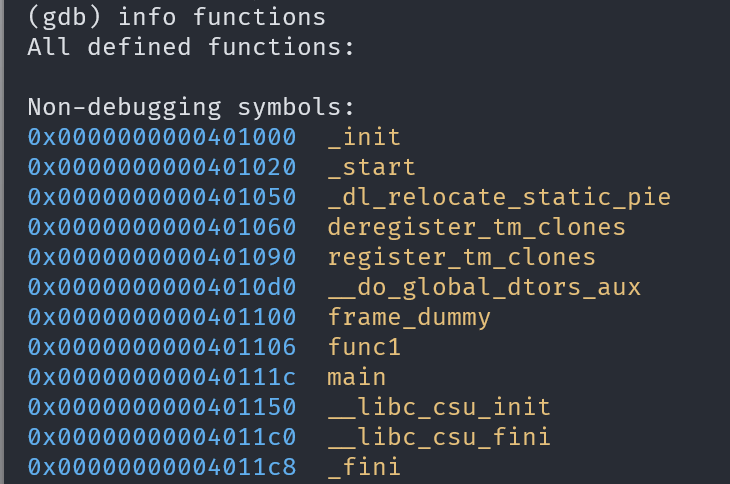 (gdb) info functions
All defined functions:
Non-debugging symbols:
0x0000000000401000 _init
0x0000000000401020 _start
0x0000000000401050 _dl_relocate_static_pie
0x0000000000401060 deregister_tm_clones
0x0000000000401090 register_tm_clones
0x00000000004010d0 __do_global_dtors_aux
0x0000000000401100 frame_dummy
0x0000000000401106 func1
0x000000000040111c main
0x0000000000401150 __libc_csu_init
0x00000000004011c0 __libc_csu_fini
0x00000000004011c8 _fini